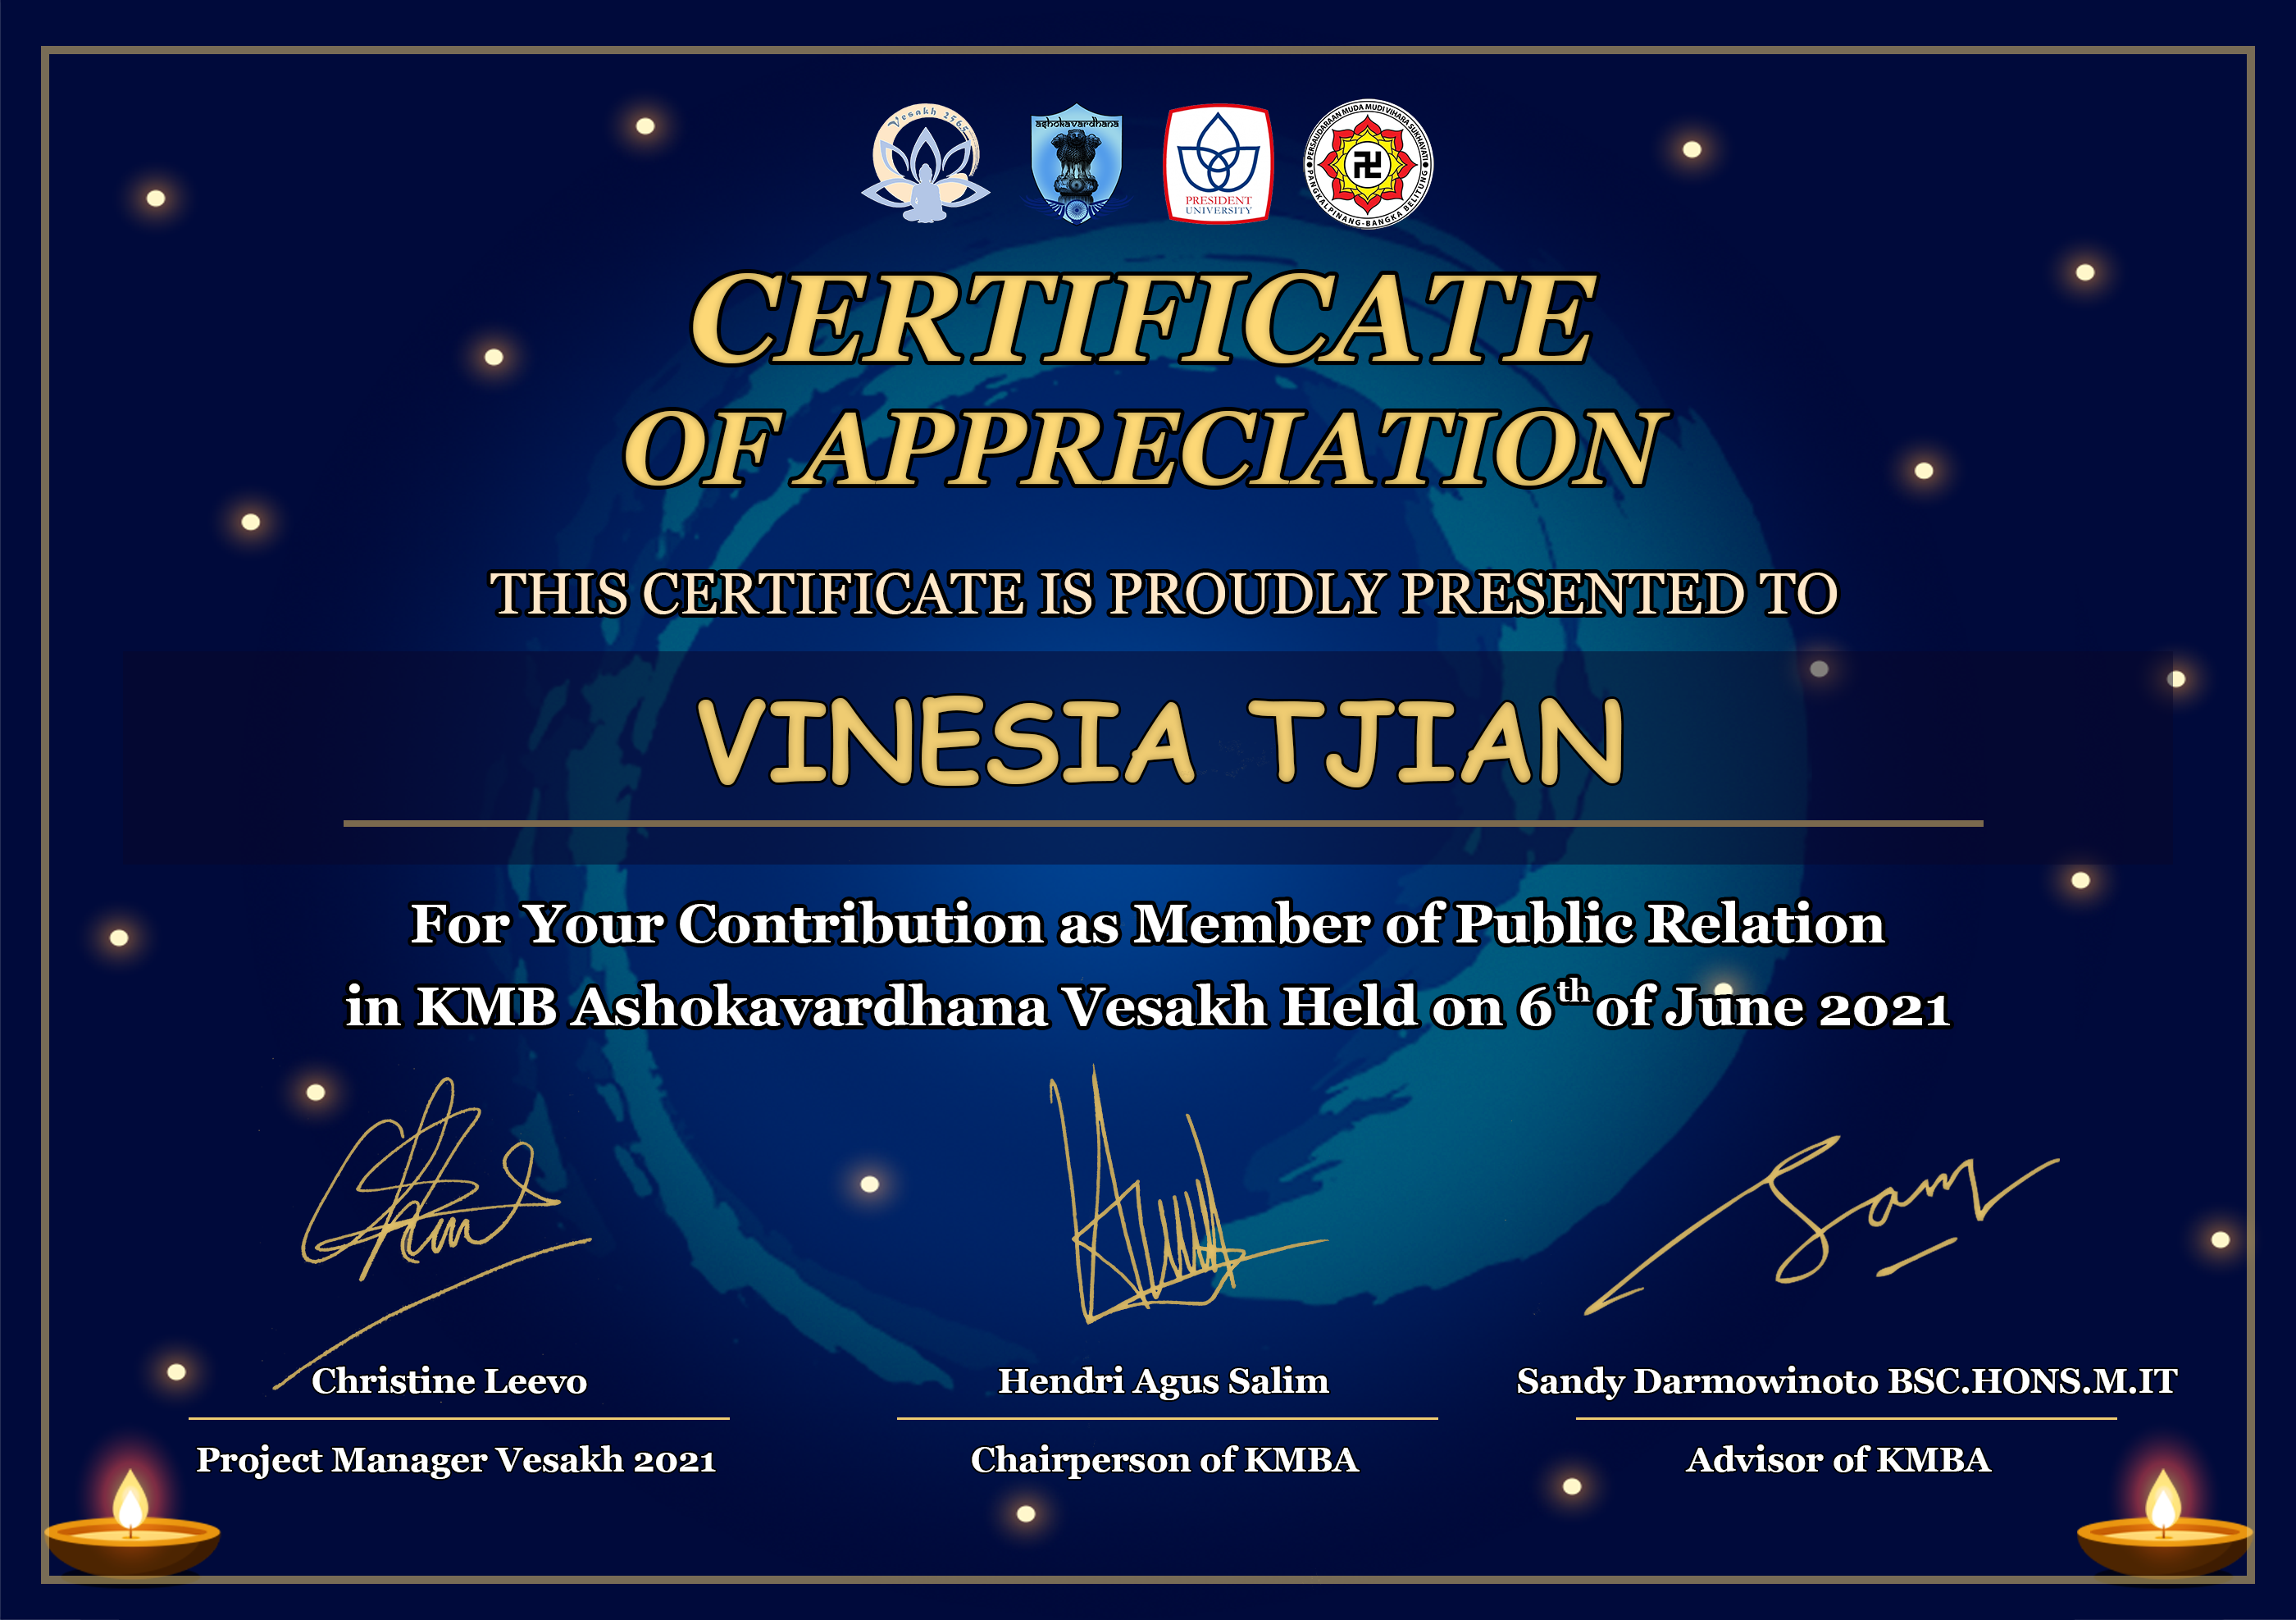 Vesakh 2565
ashokavardhana
PRESIDENT
UNIVERSITY
PERSAUDARAAN MUDA MUDI VIHARA SUKHAVATI
PANGKALPINANG-BANGKA BELITUNG
CERTIFICATE
OF APPRECIATION
THIS CERTIFICATE IS PROUDLY PRESENTED TO
VINESIA TJIAN
For Your Contribution as Member of Public Relation
in KMB Ashokavardhana Vesakh Held on 6th of June 2021
Christine Leevo
Hendri Agus Salim
Sandy Darmowinoto BSC.HONS.M.IT
Project Manager Vesakh 2021
Chairperson of KMBA
Advisor of KMBA